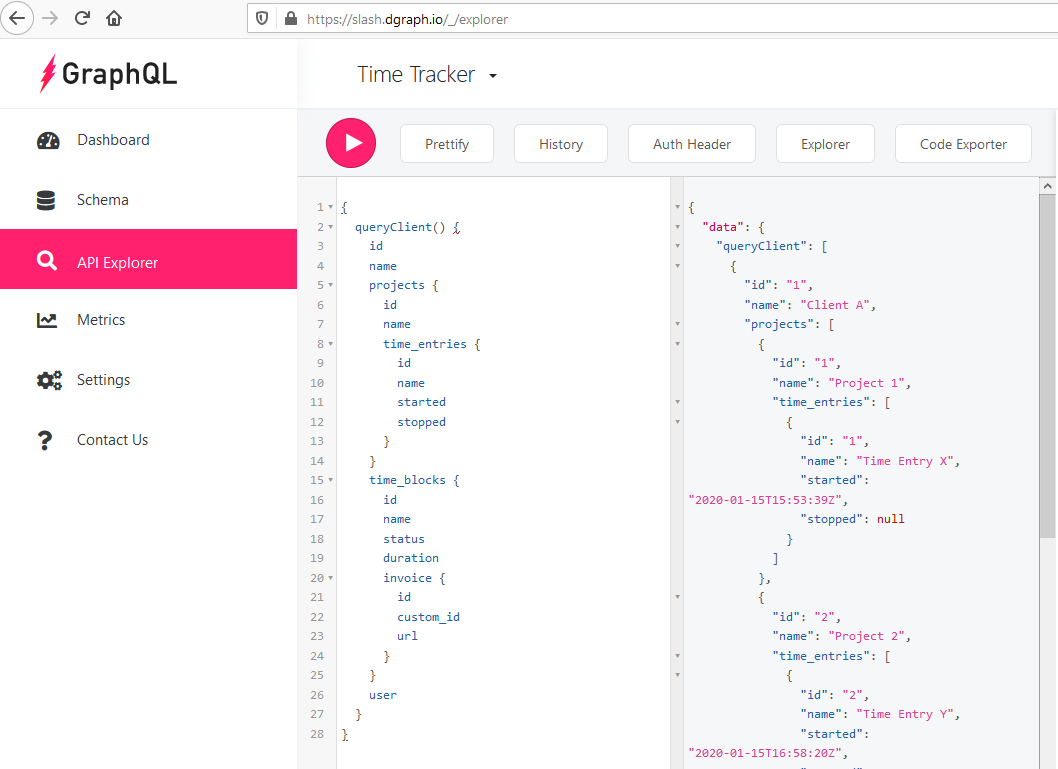 https://slash.dgraph.io/_/explorer
GraphQL
Time Tracker
Dashboard
Schema
API Explorer
Metrics
Settings
Contact Us
Prettify
History
Auth Header
Explorer
Code Exporter
1 {
2 queryClient() {
3 id
4 name
5 projects {
6 id
7 name
8 time_entries {
9 id
10 name
11 started
12 stopped
13 }
14 }
15 time_blocks {
16 id
17 name
18 status
19 duration
20 invoice {
21 id
22 custom_id
23 url
24 }
25 }
26 user
27 }
28 }
{
"data": {
"queryClient": [
{
"id": "1",
"name": "Client A",
"projects": [
{
"id": "1",
"name": "Project 1",
"time_entries": [
{
"id": "1",
"name": "Time Entry X",
"started":
"2020-01-15T15:53:39Z",
"stopped": null
}
]
},
{
"id": "2",
"name": "Project 2",
"time_entries": [
{
"id": "2",
"name": "Time Entry Y",
"started":
"2020-01-15T16:58:20Z",